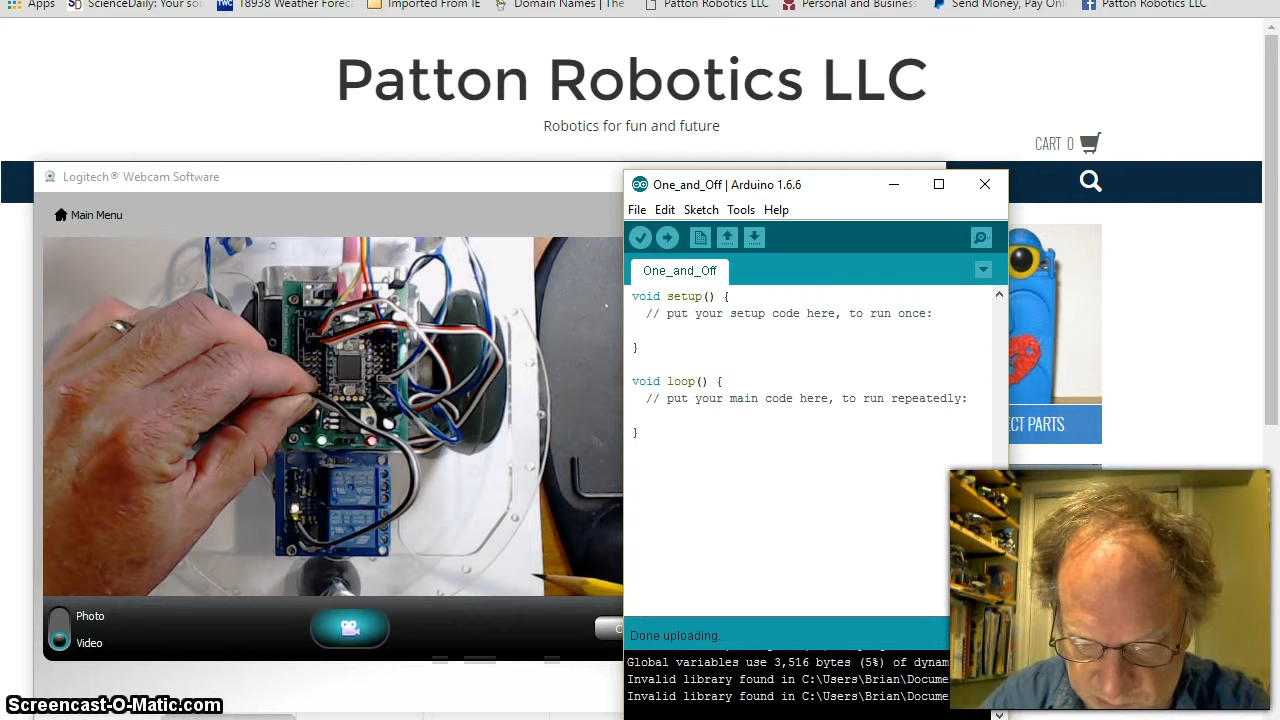 Apps
ScienceDaily: Your sou
18938 Weather Foreca
Imported From IE
Domain Names | The
Patton Robotics LLC
Personal and Business
Send Money, Pay Onl
Patton Robotics LLC
Patton Robotics LLC
Robotics for fun and future
CART 0
Logitech® Webcam Software
Main Menu
One_and_Off | Arduino 1.6.6
File Edit Sketch Tools Help
One_and_Off
void setup() {
// put your setup code here, to run once:
}
void loop() {
// put your main code here, to run repeatedly:
}
ECT PARTS
Photo
Video
Done uploading.
Global variables use 3,516 bytes (5%) of dynam
Invalid library found in C:\Users\Brian\Docume
Invalid library found in C:\Users\Brian\Docume
Screencast-O-Matic.com